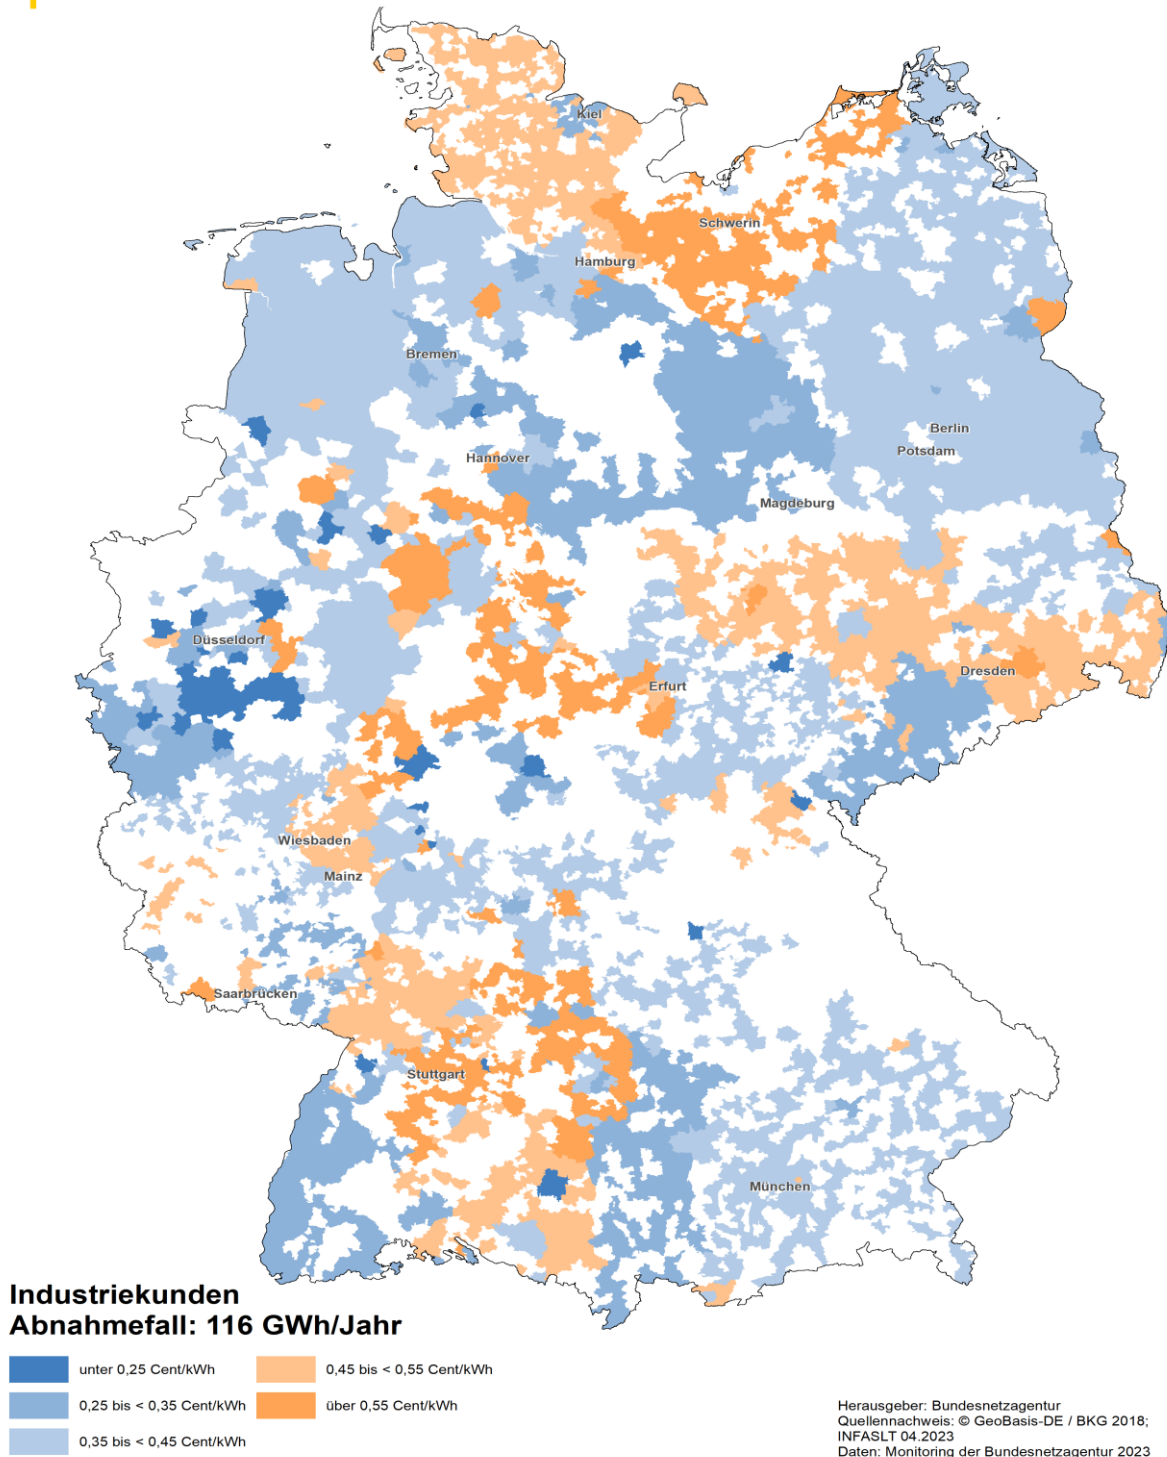 Kiel
Schwerin
Hamburg
Bremen
Berlin
Hannover
Potsdam
Magdeburg
Düsseldorf
Dresden
Erfurt
Wiesbaden
Mainz
Saarbrücken
Stuttgart
München
Industriekunden
Abnahmefall: 116 GWh/Jahr
unter 0,25 Cent/kWh
0,45 bis < 0,55 Cent/kWh
0,25 bis < 0,35 Cent/kWh
über 0,55 Cent/kWh
0,35 bis < 0,45 Cent/kWh
Herausgeber: Bundesnetzagentur
Quellennachweis: © GeoBasis-DE / BKG 2018;
INFASLT 04.2023
Daten: Monitoring der Bundesnetzagentur 2023